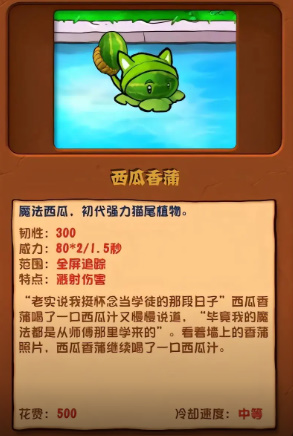 西瓜香蒲
魔法西瓜，初代强力猫尾植物。
韧性：300
威力：80*2/1.5秒
范围：全屏追踪
特点：溅射伤害
“老实说我挺怀念当学徒的那段日子”西瓜香
蒲喝了一口西瓜汁又慢慢说道，“毕竟我的魔
法都是从师傅那里学来的”。看着墙上的香蒲
照片，西瓜香蒲继续喝了一口西瓜汁。
花费：500 冷却速度：中等